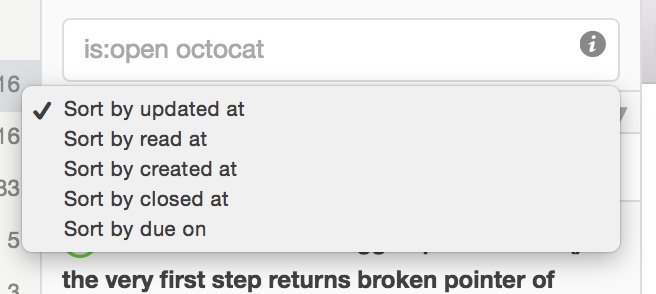 is:open octocat
i
16
✓ Sort by updated at
Sort by read at
16
Sort by created at
33
Sort by closed at
Sort by due on
5
the very first step returns broken pointer of
3